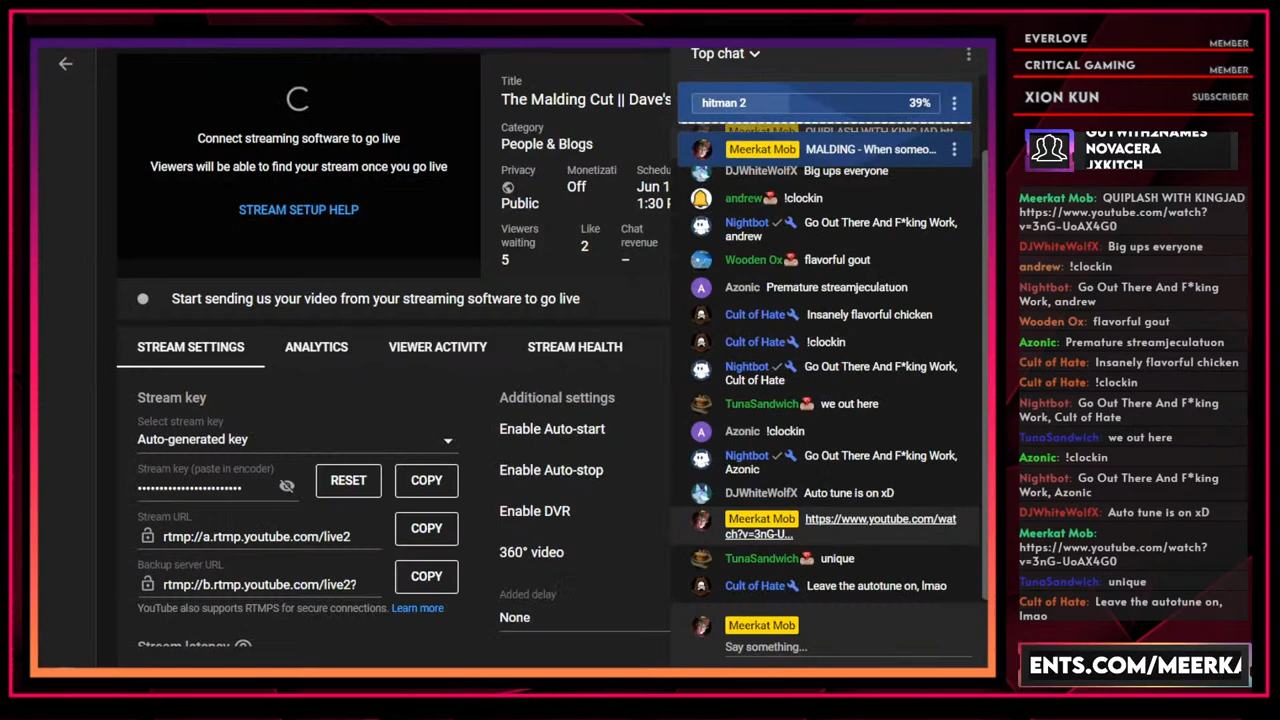 Connect streaming software to go live
Viewers will be able to find your stream once you go live
STREAM SETUP HELP
Title
The Malding Cut || Dave's
Category
People & Blogs
Privacy
Public
Monetizati
Off
Schedu
Jun 1
1:30 P
Viewers
waiting
5
Like
2
Chat
revenue
–
Start sending us your video from your streaming software to go live
STREAM SETTINGS
ANALYTICS
VIEWER ACTIVITY
STREAM HEALTH
Stream key
Select stream key
Auto-generated key
Stream key (paste in encoder)
••••••••••••••••••••••••
RESET
COPY
Stream URL
rtmp://a.rtmp.youtube.com/live2
COPY
Backup server URL
rtmp://b.rtmp.youtube.com/live2?
COPY
YouTube also supports RTMPS for secure connections. Learn more
Stream latency
Additional settings
Enable Auto-start
Enable Auto-stop
Enable DVR
360° video
Added delay
None
Top chat
hitman 2 39%
Meerkat Mob QUIPLASH WITH KINGJAD
Meerkat Mob MALDING - When someo...
DJWhiteWolfX Big ups everyone
andrew !clockin
Nightbot Go Out There And F*king Work,
andrew
Wooden Ox flavorful gout
A Azonic Premature streamjeculatuon
Cult of Hate Insanely flavorful chicken
Cult of Hate !clockin
Nightbot Go Out There And F*king Work,
Cult of Hate
TunaSandwich we out here
A Azonic !clockin
Nightbot Go Out There And F*king Work,
Azonic
DJWhiteWolfX Auto tune is on xD
Meerkat Mob https://www.youtube.com/wat
ch?v=3nG-U...
TunaSandwich unique
Cult of Hate Leave the autotune on, lmao
Meerkat Mob
Say something...
EVERLOVE MEMBER
CRITICAL GAMING MEMBER
XION KUN SUBSCRIBER
GUTWITH2NAMES
NOVACERA
JXKITCH
Meerkat Mob: QUIPLASH WITH KINGJAD
https://www.youtube.com/watch?
v=3nG-UoAX4G0
DJWhiteWolfX: Big ups everyone
andrew: !clockin
Nightbot: Go Out There And F*king
Work, andrew
Wooden Ox: flavorful gout
Azonic: Premature streamjeculatuon
Cult of Hate: Insanely flavorful chicken
Cult of Hate: !clockin
Nightbot: Go Out There And F*king
Work, Cult of Hate
TunaSandwich: we out here
Azonic: !clockin
Nightbot: Go Out There And F*king
Work, Azonic
DJWhiteWolfX: Auto tune is on xD
Meerkat Mob:
https://www.youtube.com/watch?
v=3nG-UoAX4G0
TunaSandwich: unique
Cult of Hate: Leave the autotune on,
lmao
ENTS.COM/MEERKA